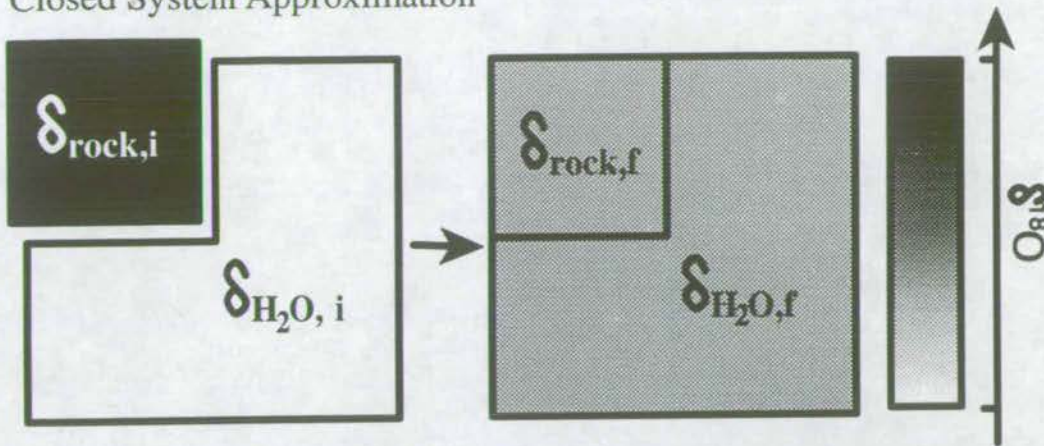 Closed System Approximation
δrock,i
δH₂O, i
δrock,f
δH₂O,f
δ¹⁸O